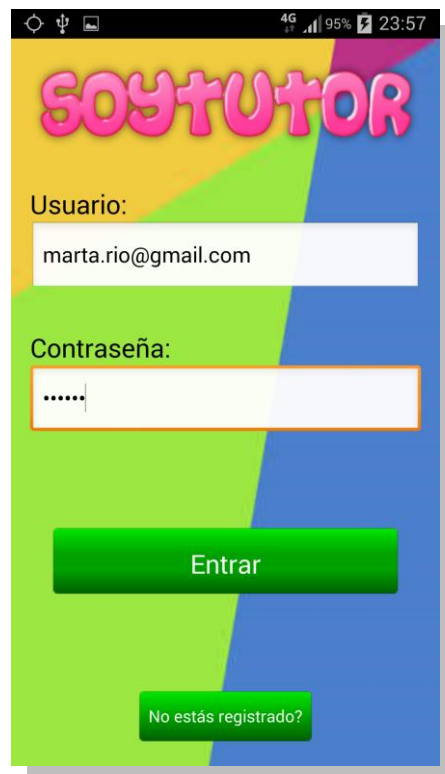 4G 95% 23:57
SOYTUTOR
Usuario:
marta.rio@gmail.com
Contraseña:
••••••
Entrar
No estás registrado?